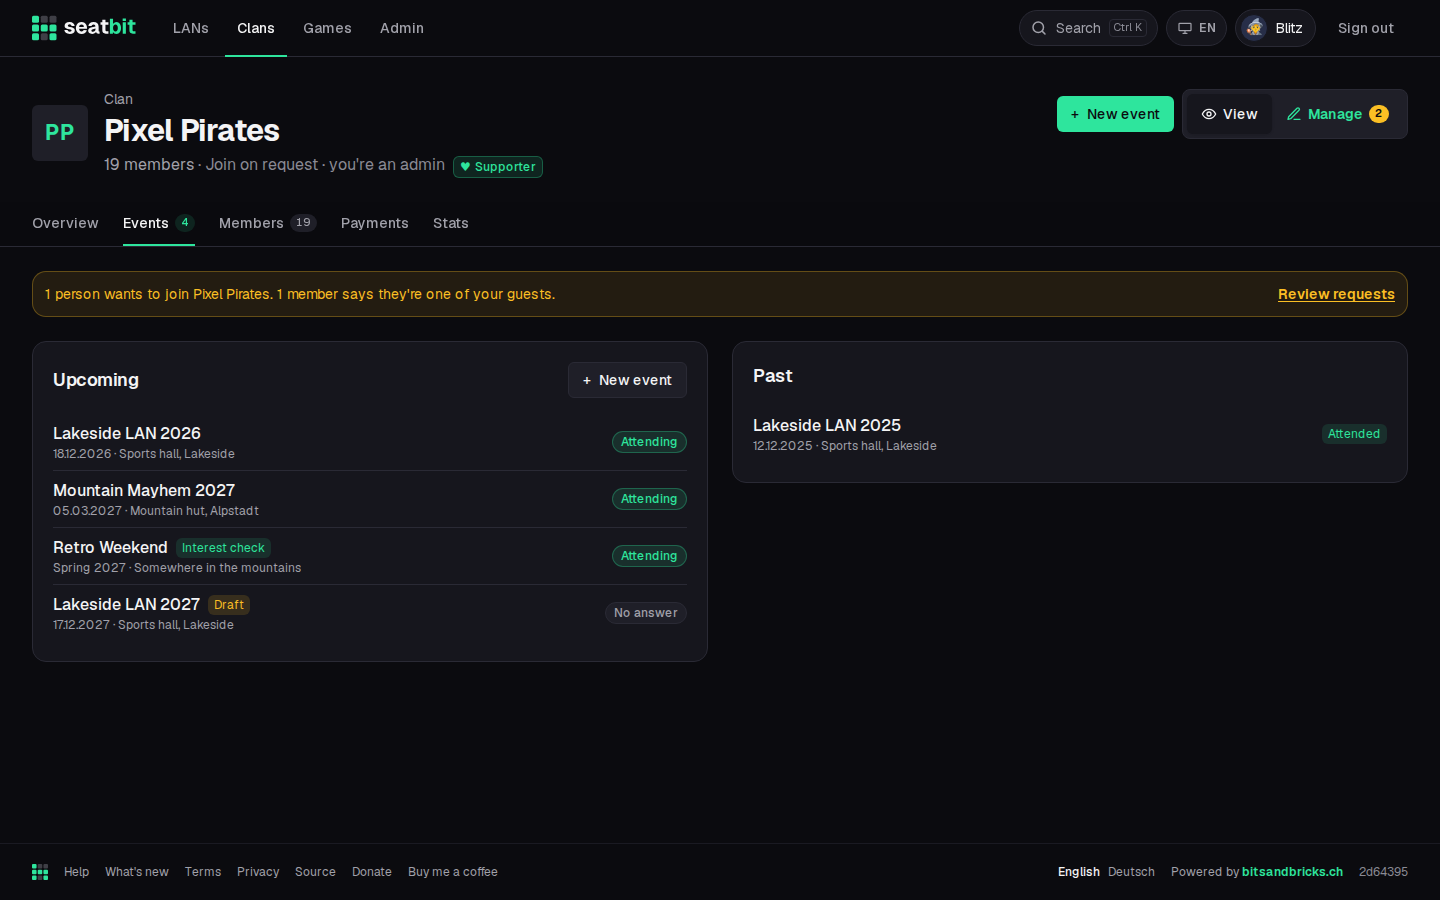 seatbit
LANs
Clans
Games
Admin
Search
Ctrl K
EN
Blitz
Sign out
PP
Clan
Pixel Pirates
19 members · Join on request · you're an admin
♥ Supporter
+ New event
View
Manage
2
Overview
Events 4
Members 19
Payments
Stats
1 person wants to join Pixel Pirates. 1 member says they're one of your guests.
Review requests
Upcoming
+ New event
Lakeside LAN 2026
18.12.2026 · Sports hall, Lakeside
Attending
Mountain Mayhem 2027
05.03.2027 · Mountain hut, Alpstadt
Attending
Retro Weekend Interest check
Spring 2027 · Somewhere in the mountains
Attending
Lakeside LAN 2027 Draft
17.12.2027 · Sports hall, Lakeside
No answer
Past
Lakeside LAN 2025
12.12.2025 · Sports hall, Lakeside
Attended
Help
What's new
Terms
Privacy
Source
Donate
Buy me a coffee
English
Deutsch
Powered by bitsandbricks.ch
2d64395